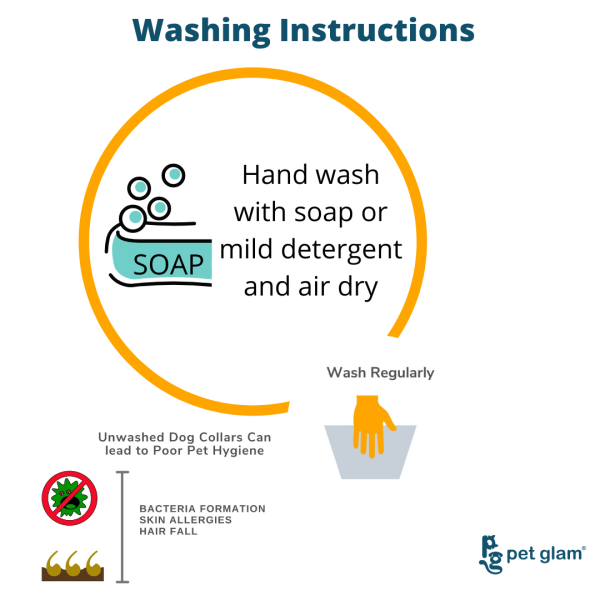 Washing Instructions
Hand wash
with soap or
mild detergent
and air dry
SOAP
Wash Regularly
Unwashed Dog Collars Can
lead to Poor Pet Hygiene
BACTERIA FORMATION
SKIN ALLERGIES
HAIR FALL
pg pet glam®